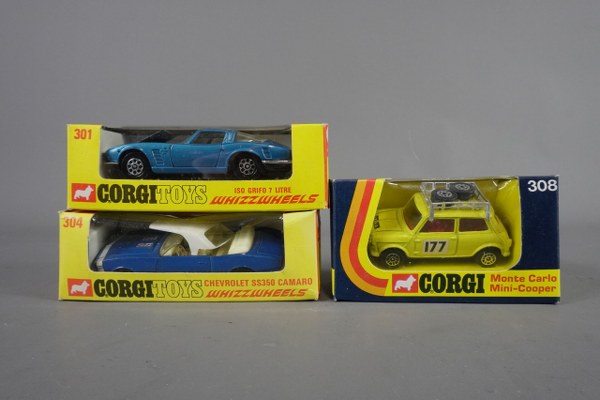 301
CORGI TOYS
ISO GRIFO 7 LITRE
WHIZZWHEELS
304
CORGI TOYS
CHEVROLET SS350 CAMARO
WHIZZWHEELS
308
177
CORGI
Monte Carlo
Mini-Cooper